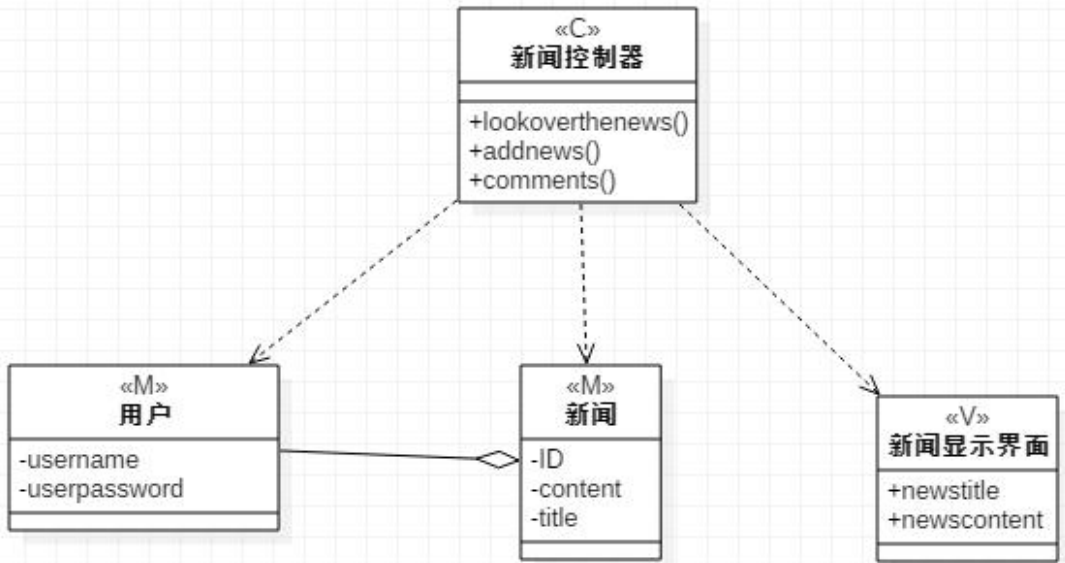 «C»
新闻控制器
+lookoverthenews()
+addnews()
+comments()
«M»
用户
-username
-userpassword
«M»
新闻
-ID
-content
-title
«V»
新闻显示界面
+newstitle
+newscontent